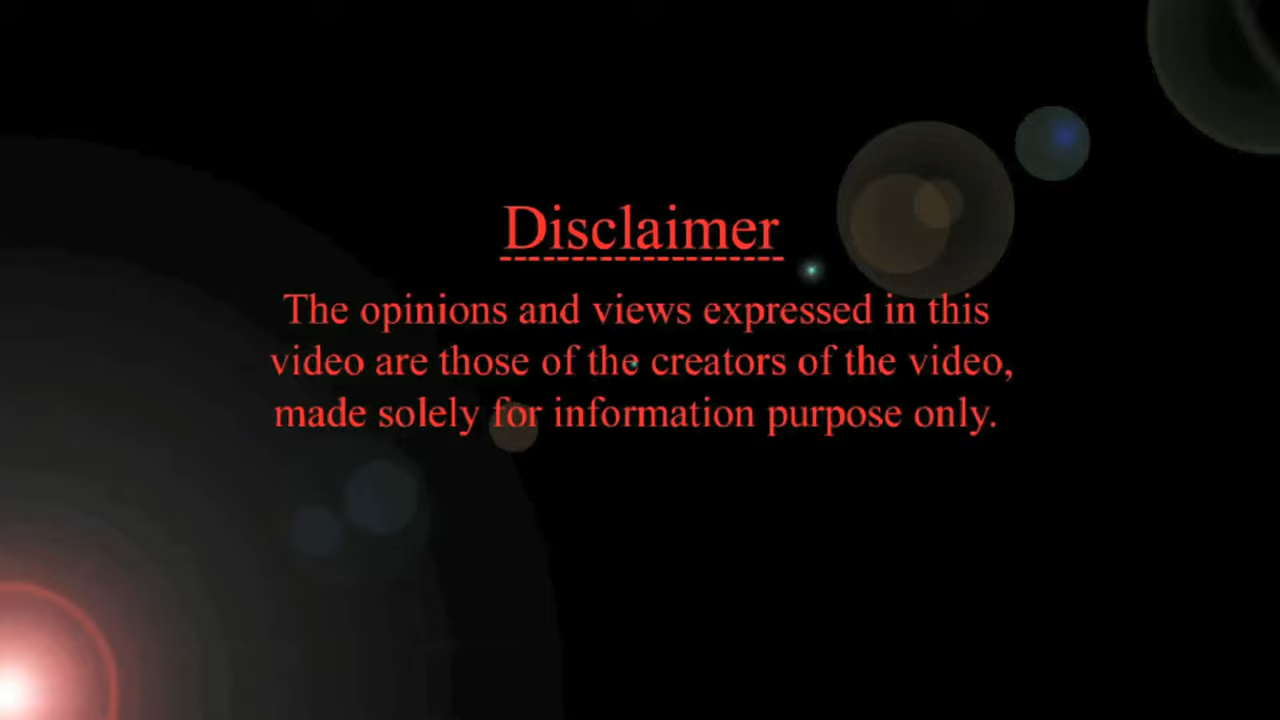 Disclaimer
The opinions and views expressed in this
video are those of the creators of the video,
made solely for information purpose only.